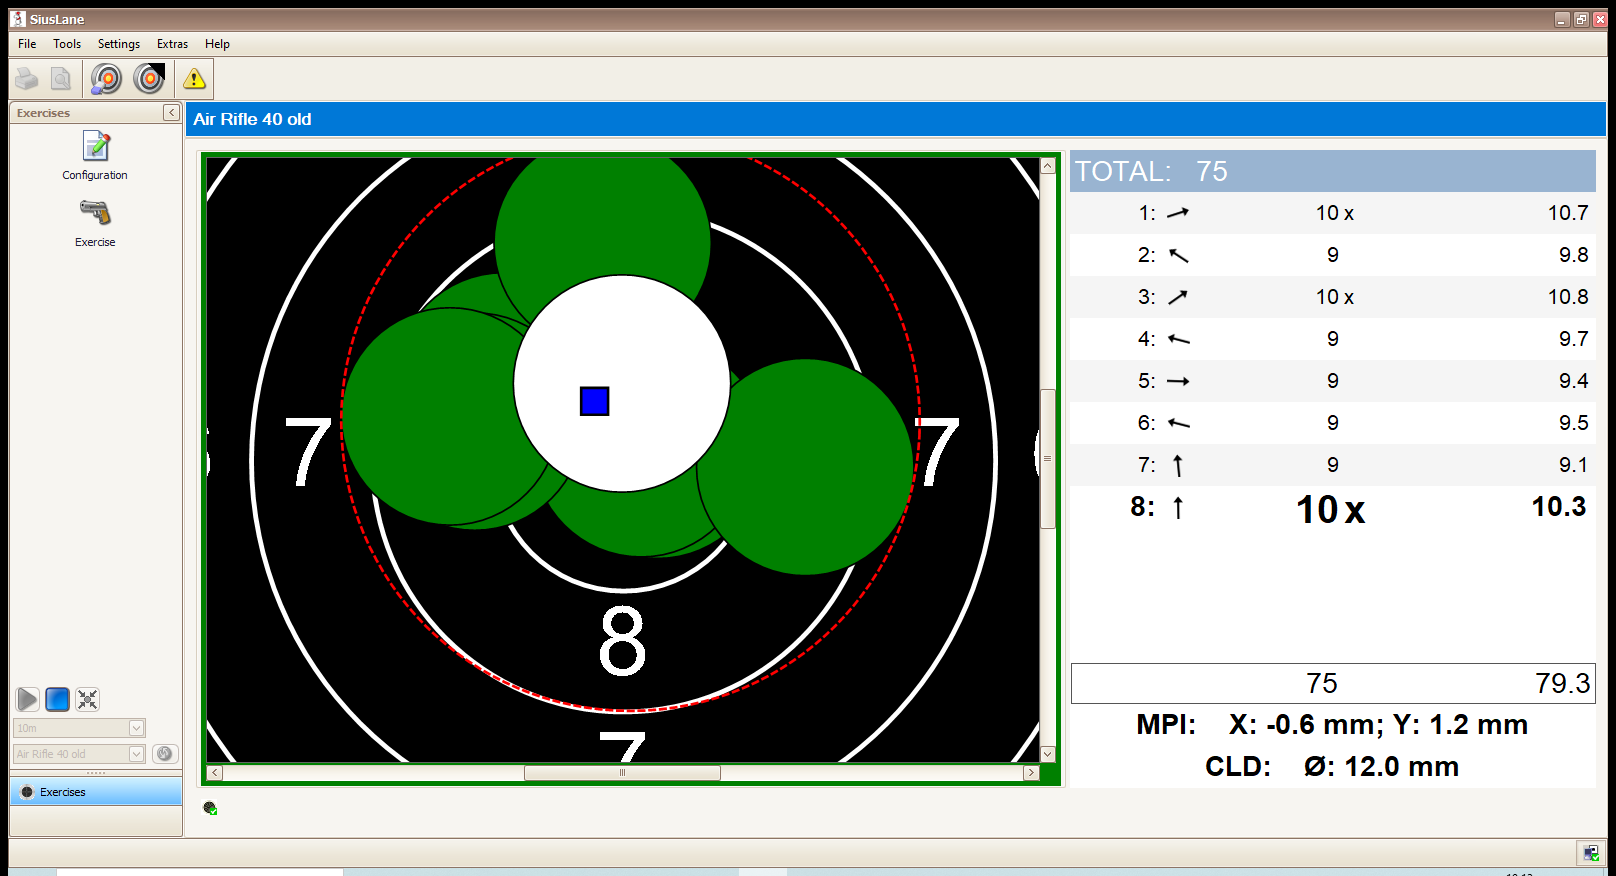 SiusLane
File Tools Settings Extras Help
Exercises
Configuration
Exercise
10m
Air Rifle 40 old
Exercises
Air Rifle 40 old
7
7
8
7
TOTAL: 75
1: 10 x 10.7
2: 9 9.8
3: 10 x 10.8
4: 9 9.7
5: 9 9.4
6: 9 9.5
7: 9 9.1
8: 10 x 10.3
75 79.3
MPI: X: -0.6 mm; Y: 1.2 mm
CLD: Ø: 12.0 mm